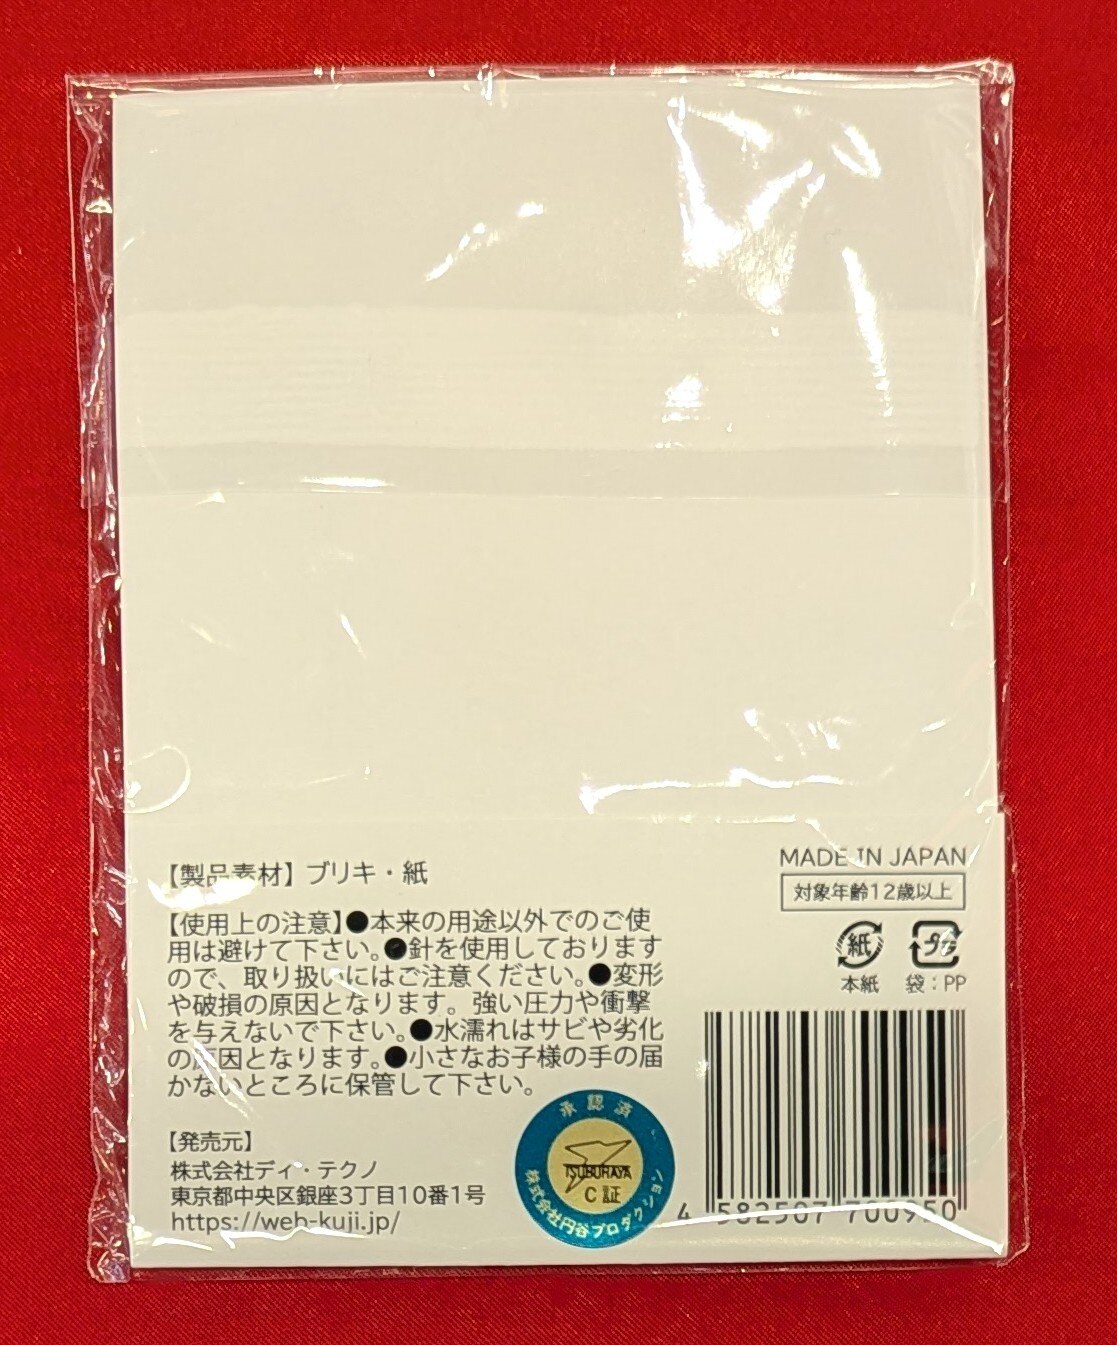 【製品素材】ブリキ・紙
【使用上の注意】●本来の用途以外でのご使
用は避けて下さい。●針を使用しております
ので、取り扱いにはご注意ください。●変形
や破損の原因となります。強い圧力や衝撃
を与えないで下さい。●水濡れはサビや劣化
の原因となります。●小さなお子様の手の届
かないところに保管して下さい。
【発売元】
株式会社ディ・テクノ
東京都中央区銀座3丁目10番1号
https://web-kuji.jp/
MADE IN JAPAN
対象年齢12歳以上
紙
プラ
本紙 袋:PP
承認済
TSUBURAYA
C証
株式会社円谷プロダクション
4 582507 700950